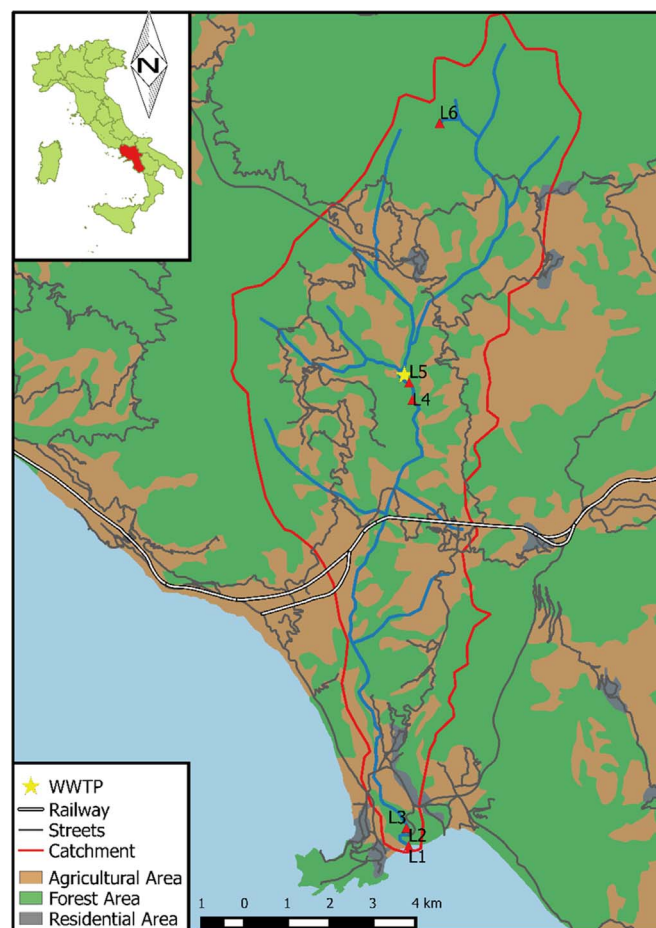 N
L6
L5
L4
L3
L2
L1
WWTP
Railway
Streets
Catchment
Agricultural Area
Forest Area
Residential Area
1 0 1 2 3 4 km